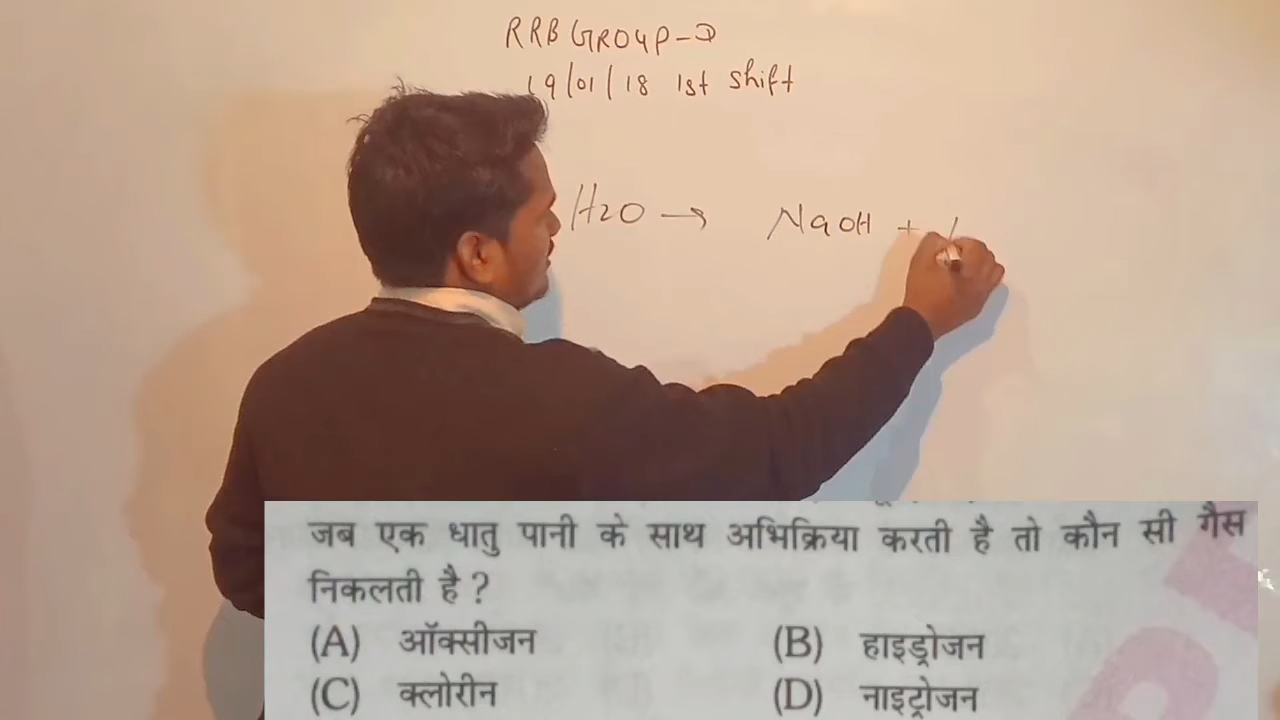 RRB GROUP-D
19/01/18 1st shift
H2O → NaOH +
जब एक धातु पानी के साथ अभिक्रिया करती है तो कौन सी गैस
निकलती है ?
(A) ऑक्सीजन (B) हाइड्रोजन
(C) क्लोरीन (D) नाइट्रोजन